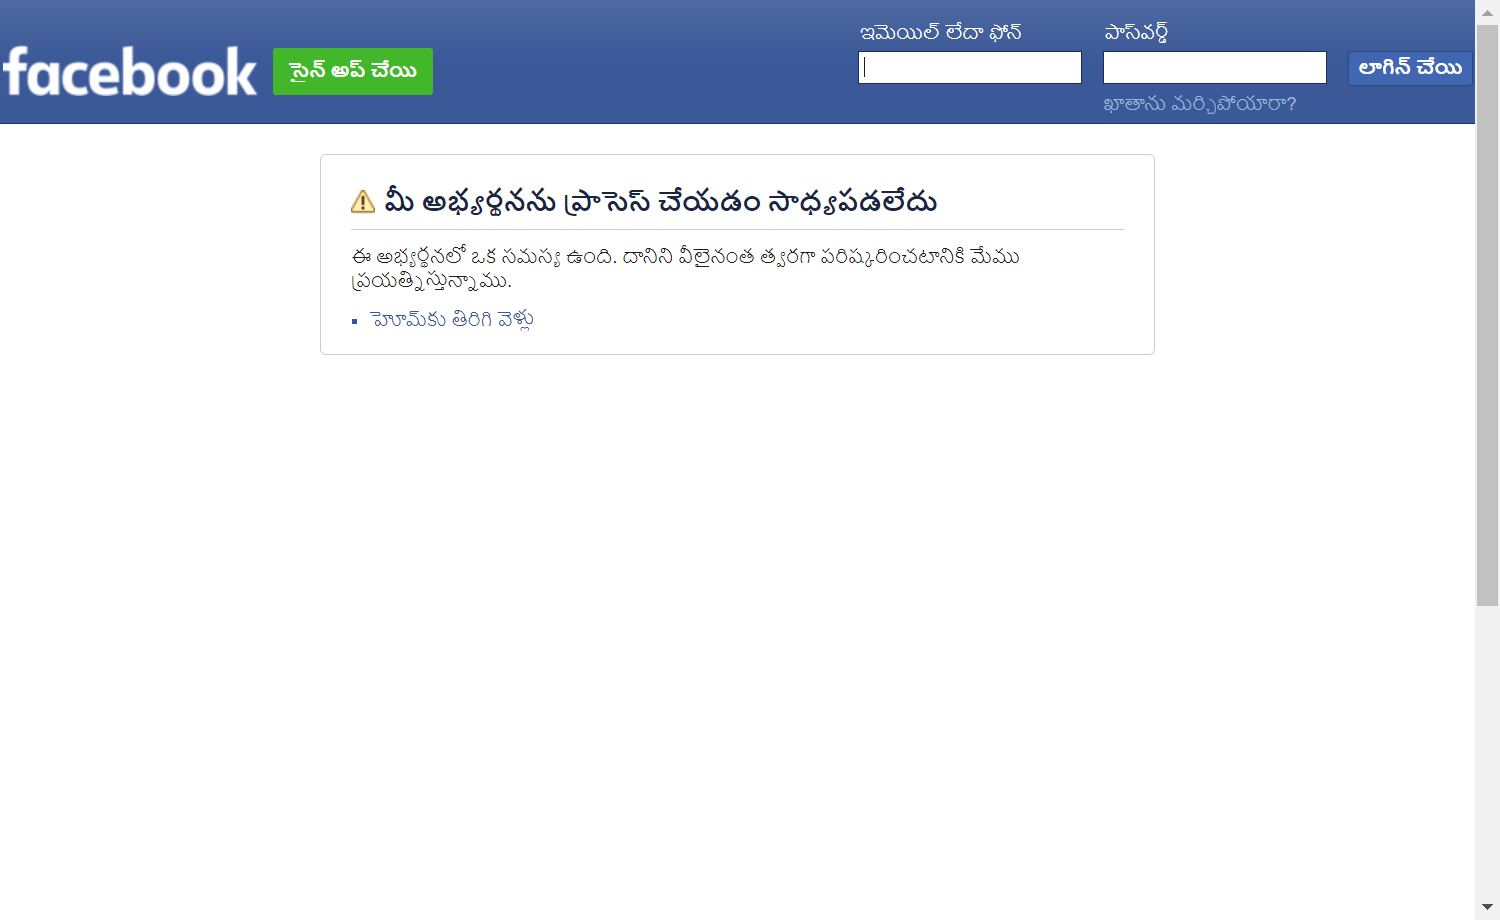 ఇమెయిల్ లేదా ఫోన్
పాస్‌వర్డ్
facebook
సైన్ అప్ చేయి
లాగిన్ చేయి
ఖాతాను మర్చిపోయారా?
మీ అభ్యర్థనను ప్రాసెస్ చేయడం సాధ్యపడలేదు
ఈ అభ్యర్థనలో ఒక సమస్య ఉంది. దానిని వీలైనంత త్వరగా పరిష్కరించటానికి మేము
ప్రయత్నిస్తున్నాము.
హెూమ్‌కు తిరిగి వెళ్లు